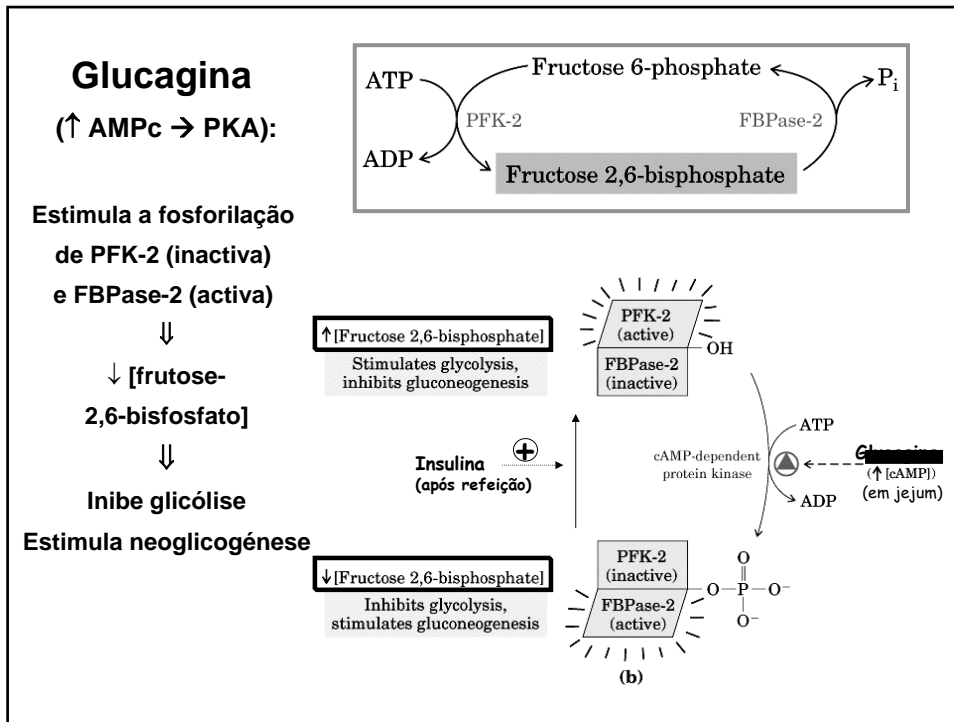 Glucagina
(↑ AMPc → PKA):
Estimula a fosforilação
de PFK-2 (inactiva)
e FBPase-2 (activa)
⇓
↓ [frutose-
2,6-bisfosfato]
⇓
Inibe glicólise
Estimula neoglicogénese
Fructose 6-phosphate
ATP
ADP
PFK-2
FBPase-2
Pi
Fructose 2,6-bisphosphate
↑[Fructose 2,6-bisphosphate]
Stimulates glycolysis,
inhibits gluconeogenesis
PFK-2
(active)
FBPase-2
(inactive)
OH
Insulina
(após refeição)
+
cAMP-dependent
protein kinase
ATP
ADP
(↑ [cAMP])
(em jejum)
↓[Fructose 2,6-bisphosphate]
Inhibits glycolysis,
stimulates gluconeogenesis
PFK-2
(inactive)
FBPase-2
(active)
O
O—P—O⁻
O⁻
(b)